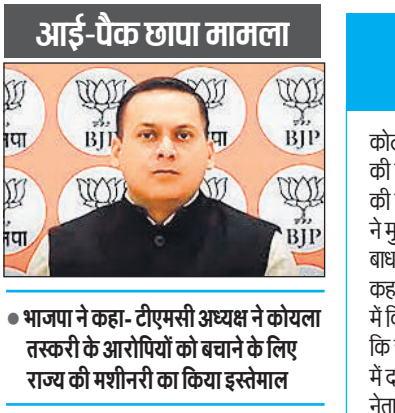 आई-पैक छापा मामला
BJP
BJP
BJP
● भाजपा ने कहा- टीएमसी अध्यक्ष ने कोयला
तस्करी के आरोपियों को बचाने के लिए
राज्य की मशीनरी का किया इस्तेमाल
की
की
ने मु
बाध
कह
में वि
कि
में द
नेता